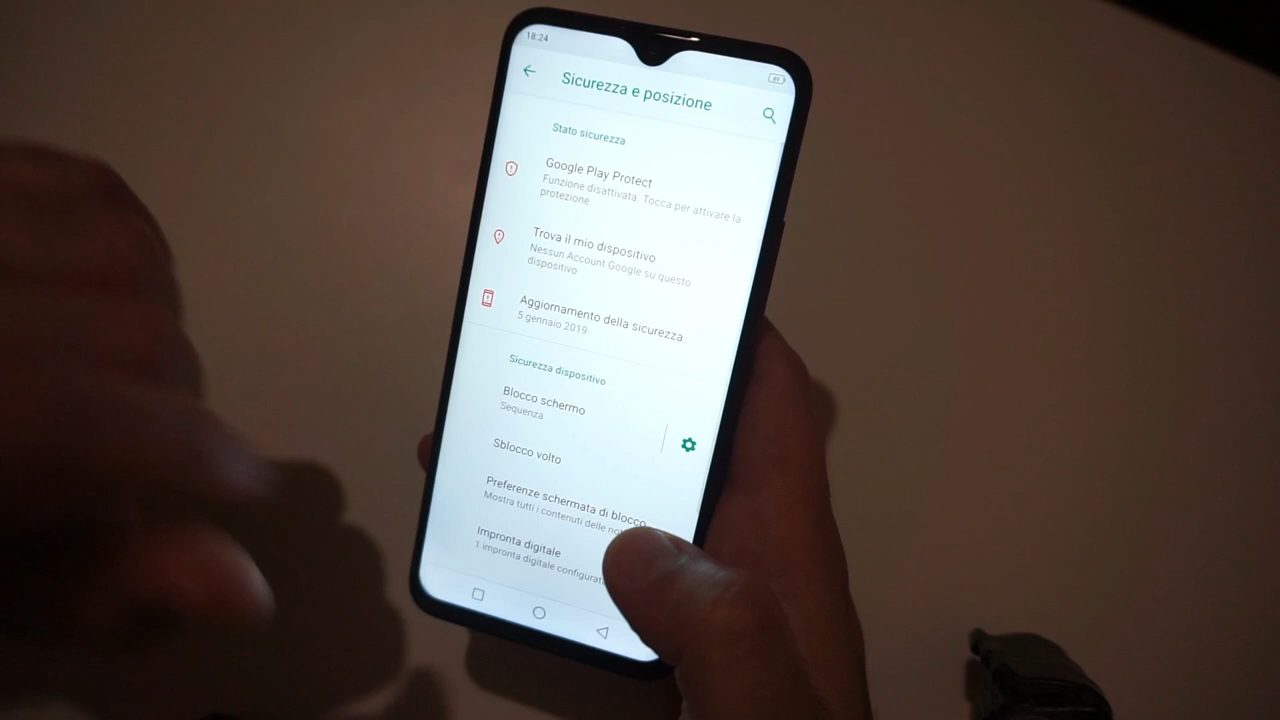 18:24
89
Sicurezza e posizione
Stato sicurezza
Google Play Protect
Funzione disattivata. Tocca per attivare la
protezione.
Trova il mio dispositivo
Nessun Account Google su questo
dispositivo
Aggiornamento della sicurezza
5 gennaio 2019
Sicurezza dispositivo
Blocco schermo
Sequenza
Sblocco volto
Preferenze schermata di blocco
Mostra tutti i contenuti delle
Impronta digitale
1 impronta digitale